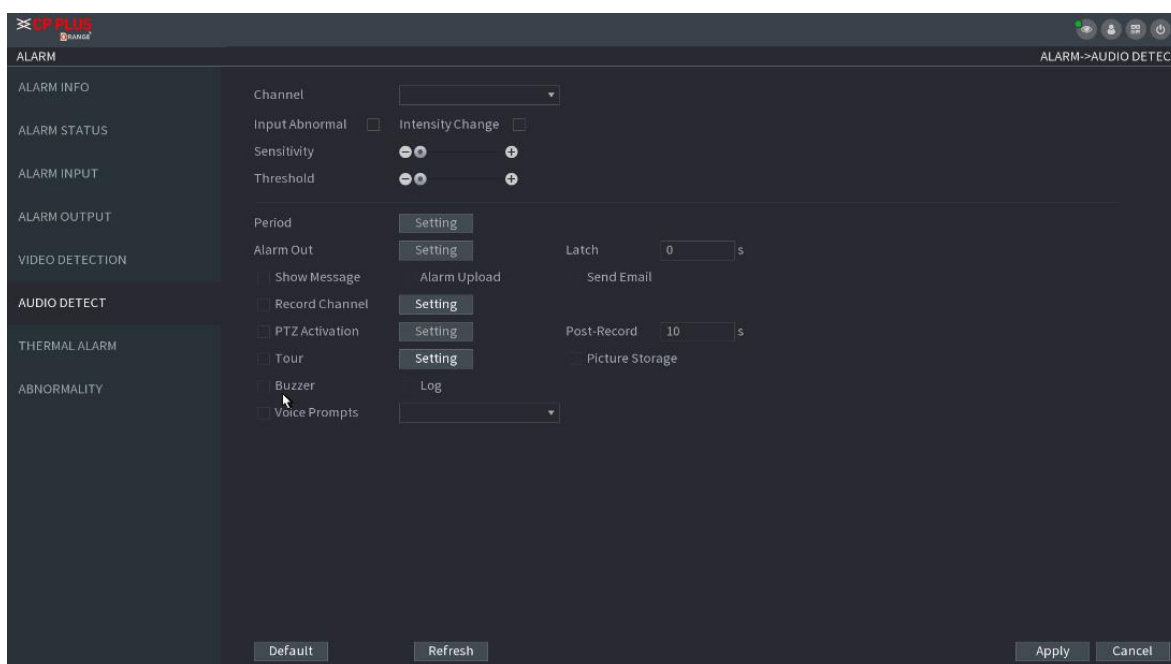 CP PLUS
ORANGE
ALARM ALARM->AUDIO DETEC
ALARM INFO
ALARM STATUS
ALARM INPUT
ALARM OUTPUT
VIDEO DETECTION
AUDIO DETECT
THERMAL ALARM
ABNORMALITY
Channel
Input Abnormal Intensity Change
Sensitivity
Threshold
Period Setting
Alarm Out Setting Latch 0 s
Show Message Alarm Upload Send Email
Record Channel Setting
PTZ Activation Setting Post-Record 10 s
Tour Setting Picture Storage
Buzzer Log
Voice Prompts
Default Refresh Apply Cancel